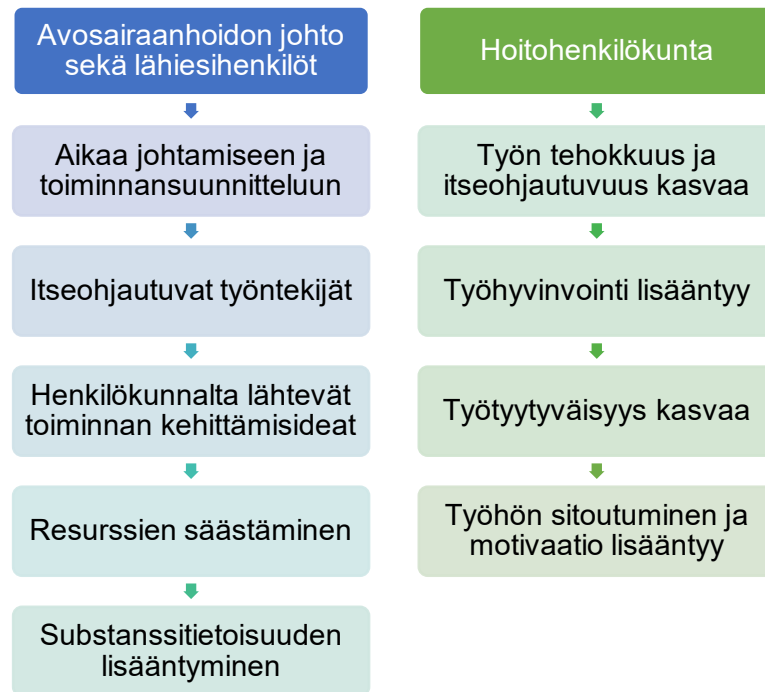 Avosairaanhoidon johto
sekä lähiesihenkilöt
Aikaa johtamiseen ja
toiminnansuunnitteluun
Itseohjautuvat työntekijät
Henkilökunnalta lähtevät
toiminnan kehittämisideat
Resurssien säästäminen
Substanssitietoisuuden
lisääntyminen
Hoitohenkilökunta
Työn tehokkuus ja
itseohjautuvuus kasvaa
Työhyvinvointi lisääntyy
Työtyytyväisyys kasvaa
Työhön sitoutuminen ja
motivaatio lisääntyy